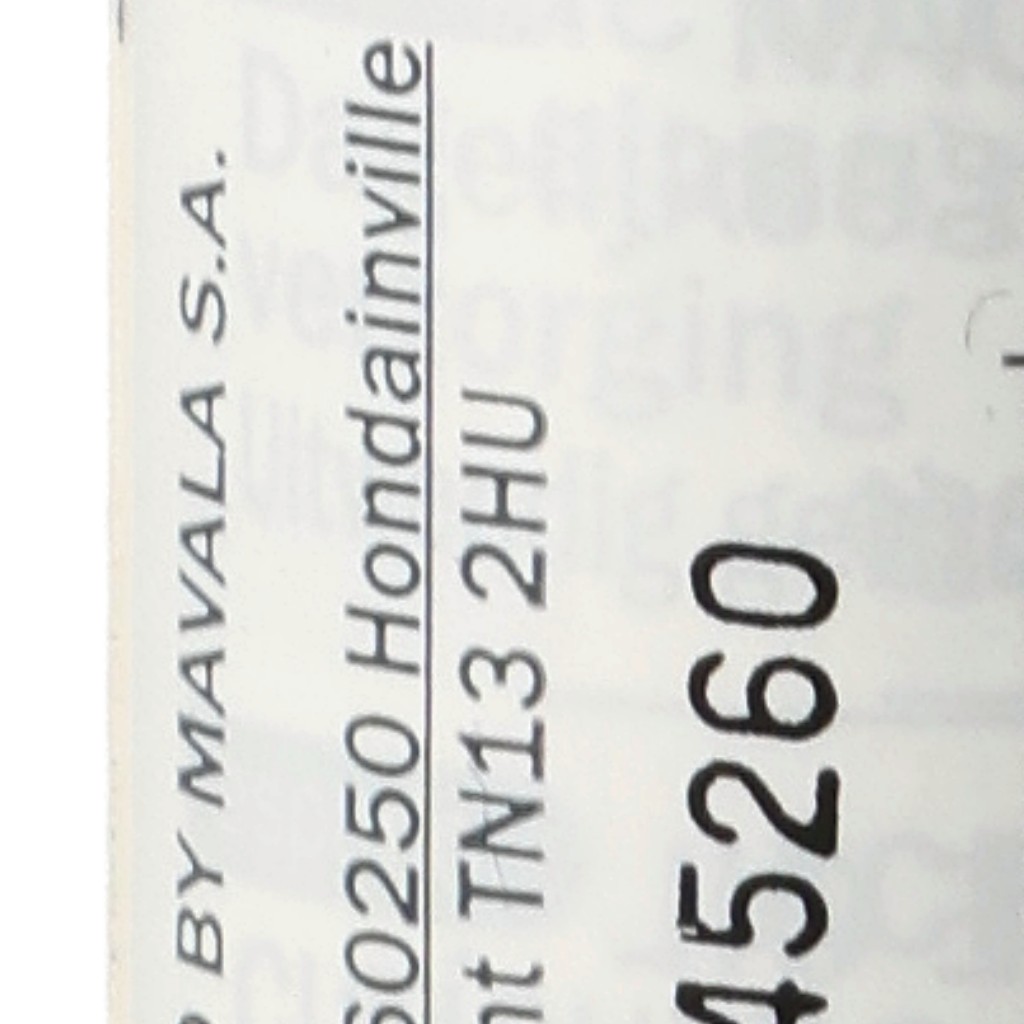 BY MAVALA S.A.
60250 Hondainville
nt TN13 2HU
45260